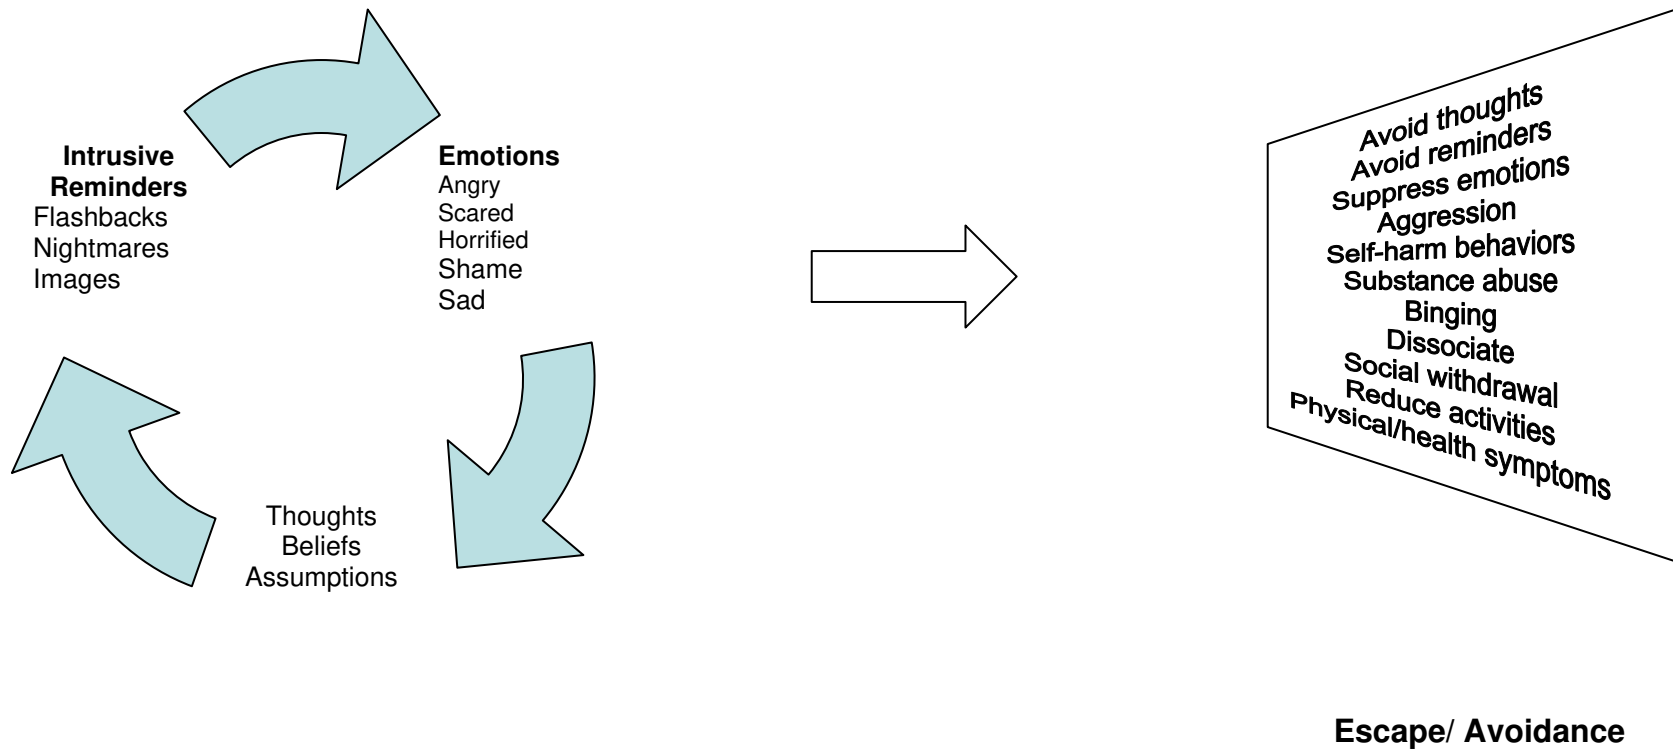 Intrusive
Reminders
Flashbacks
Nightmares
Images
Emotions
Angry
Scared
Horrified
Shame
Sad
Thoughts
Beliefs
Assumptions
Avoid thoughts
Avoid reminders
Suppress emotions
Aggression
Self-harm behaviors
Substance abuse
Binging
Dissociate
Social withdrawal
Reduce activities
Physical/health symptoms
Escape/ Avoidance